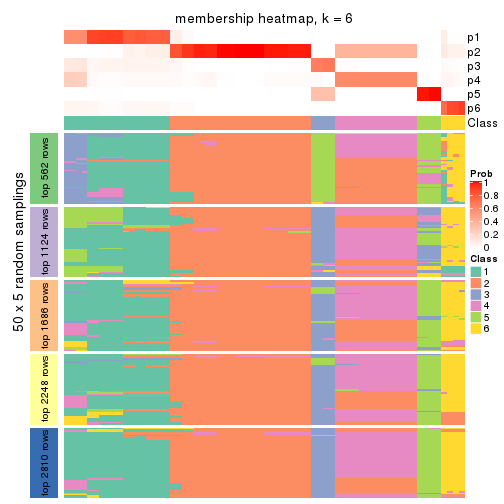 membership heatmap, k = 6
p1
p2
p3
p4
p5
p6
Class
50 x 5 random samplings
top 562 rows
top 1124 rows
top 1686 rows
top 2248 rows
top 2810 rows
Prob
1
0.8
0.6
0.4
0.2
0
Class
1
2
3
4
5
6